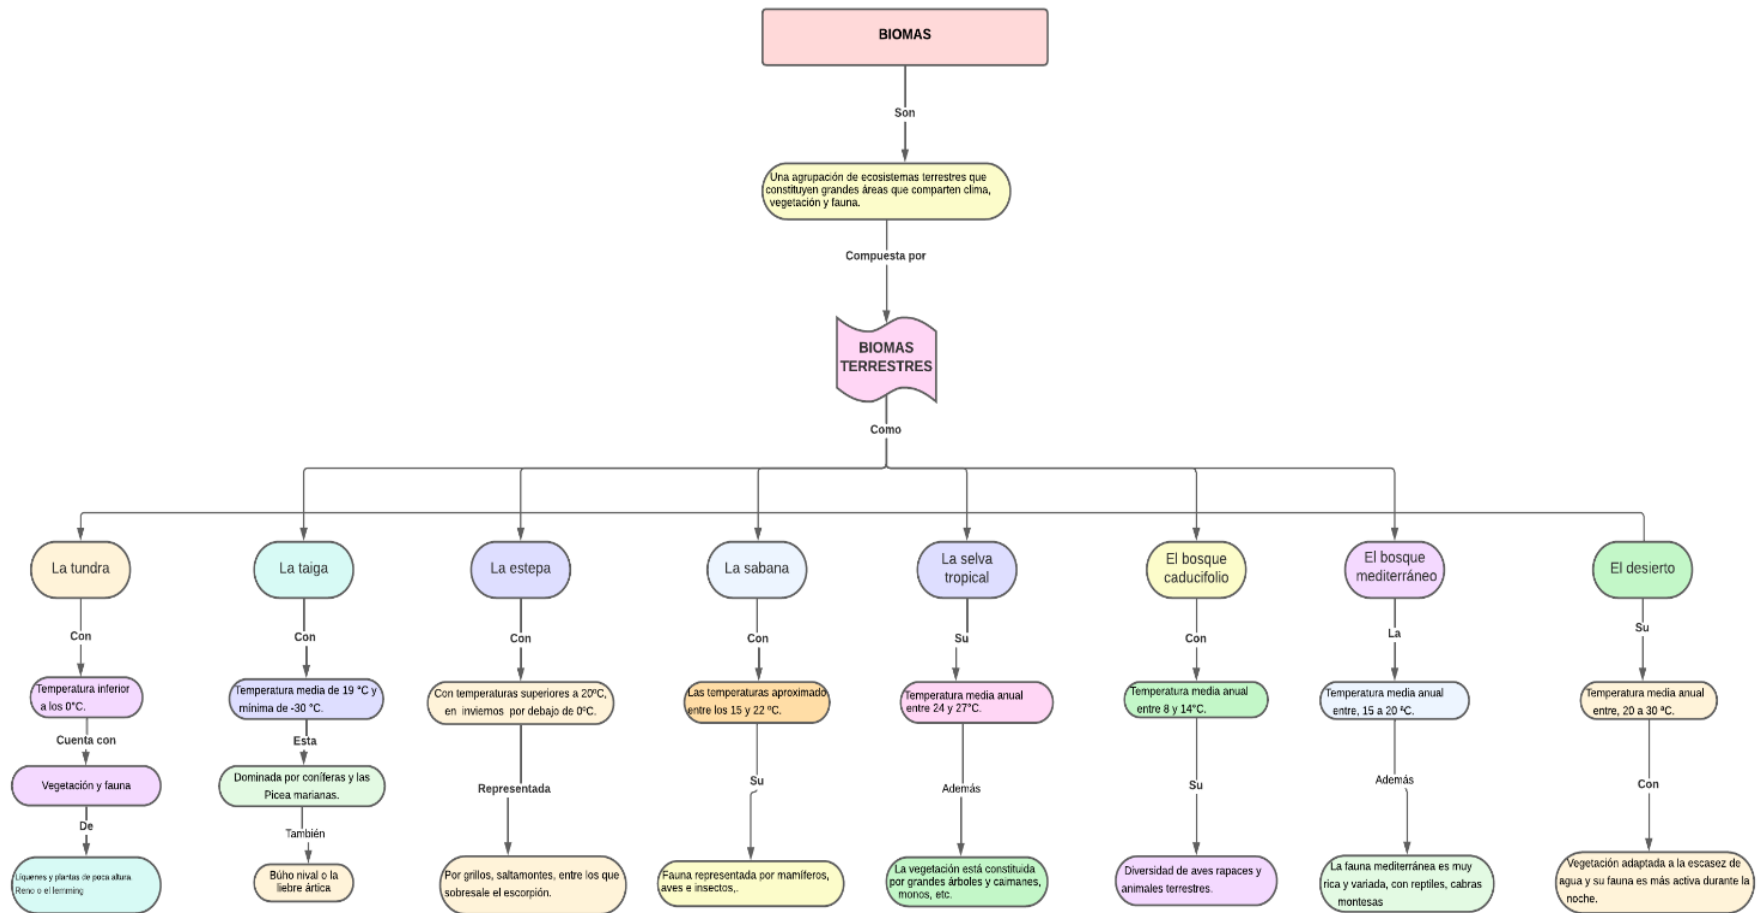 BIOMAS
Son
Una agrupación de ecosistemas terrestres que
constituyen grandes áreas que comparten clima,
vegetación y fauna.
Compuesta por
BIOMAS
TERRESTRES
Como
La tundra
Con
Temperatura inferior
a los 0°C.
Cuenta con
Vegetación y fauna
De
Líquenes y plantas de poca altura.
Reno o el lemming
La taiga
Con
Temperatura media de 19 °C y
mínima de -30 °C.
Esta
Dominada por coníferas y las
Picea marianas.
También
Búho nival o la
liebre ártica
La estepa
Con
Con temperaturas superiores a 20ºC,
en inviernos por debajo de 0ºC.
Representada
Por grillos, saltamontes, entre los que
sobresale el escorpión.
La sabana
Con
Las temperaturas aproximado
entre los 15 y 22 ºC.
Su
Fauna representada por mamíferos,
aves e insectos,.
La selva
tropical
Su
Temperatura media anual
entre 24 y 27°C.
Además
La vegetación está constituida
por grandes árboles y caimanes,
monos, etc.
El bosque
caducifolio
Con
Temperatura media anual
entre 8 y 14°C.
Su
Diversidad de aves rapaces y
animales terrestres.
El bosque
mediterráneo
La
Temperatura media anual
entre, 15 a 20 ºC.
Además
La fauna mediterránea es muy
rica y variada, con reptiles, cabras
montesas
El desierto
Su
Temperatura media anual
entre, 20 a 30 ªC.
Con
Vegetación adaptada a la escasez de
agua y su fauna es más activa durante la
noche.